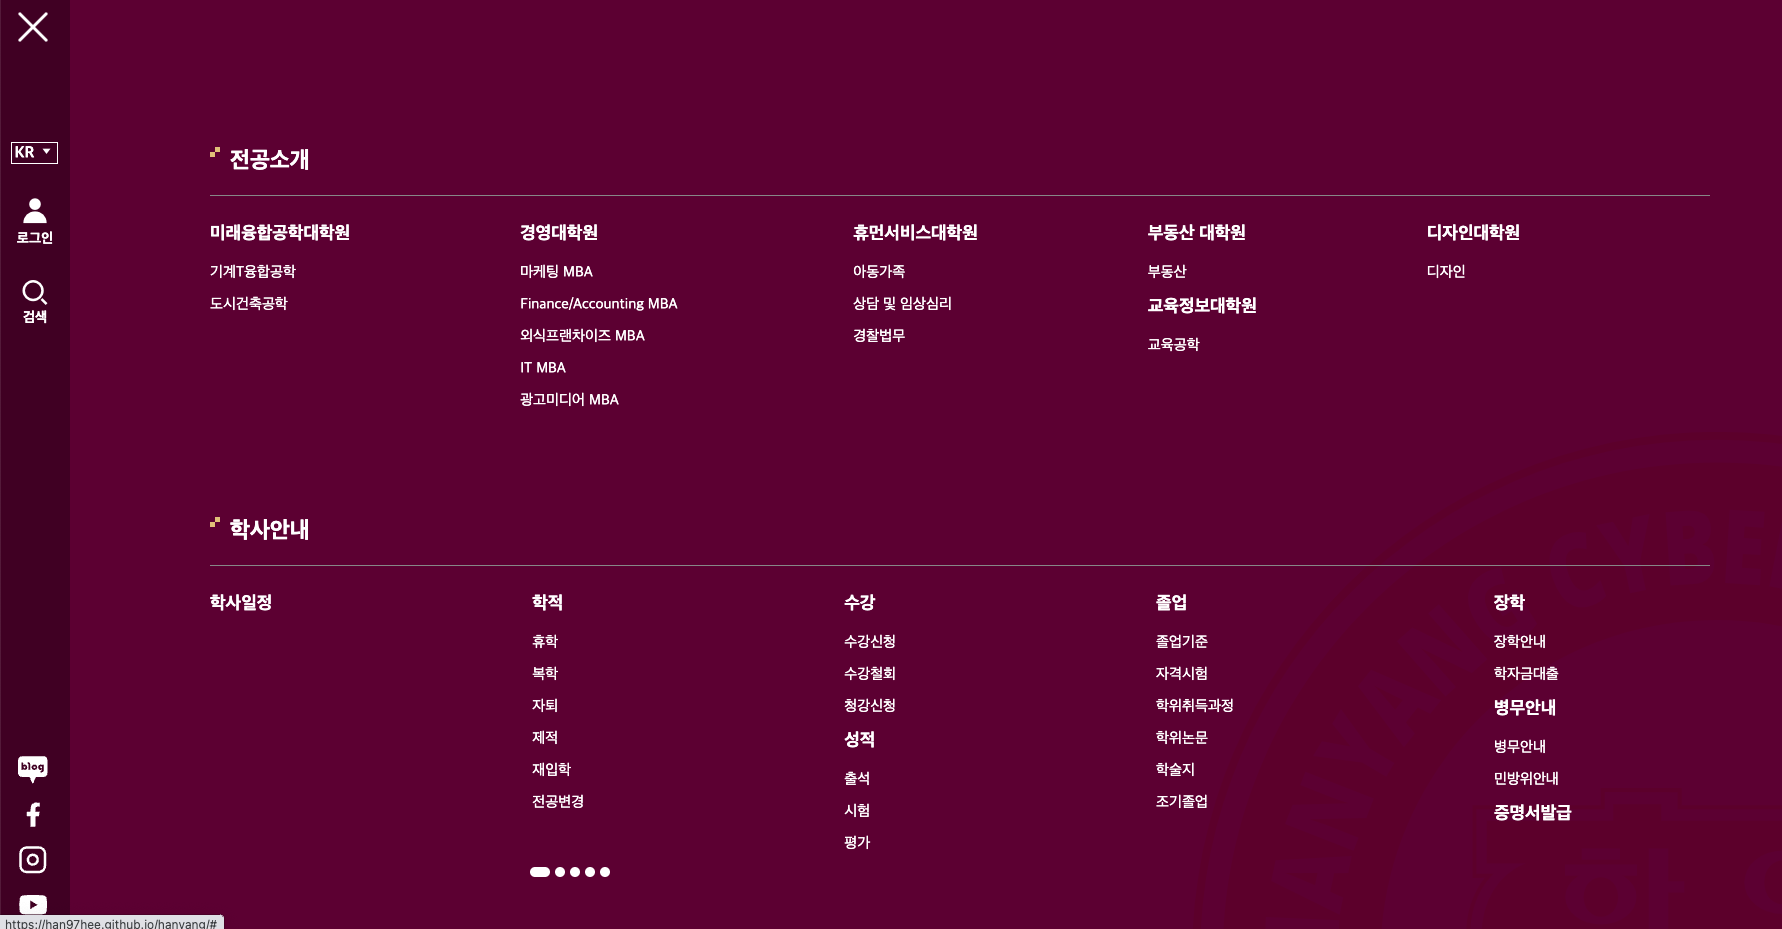 KR
로그인
검색
전공소개
미래융합공학대학원
기계IT융합공학
도시건축공학
경영대학원
마케팅 MBA
Finance/Accounting MBA
외식프랜차이즈 MBA
IT MBA
광고미디어 MBA
휴먼서비스대학원
아동가족
상담 및 임상심리
경찰법무
부동산 대학원
부동산
교육정보대학원
교육공학
디자인대학원
디자인
학사안내
학사일정
학적
휴학
복학
자퇴
제적
재입학
전공변경
수강
수강신청
수강철회
청강신청
성적
출석
시험
평가
졸업
졸업기준
자격시험
학위취득과정
학위논문
학술지
조기졸업
장학
장학안내
학자금대출
병무안내
병무안내
민방위안내
증명서발급
blog
https://han97hee.github.io/hanyang/#
HANYANG CYBE